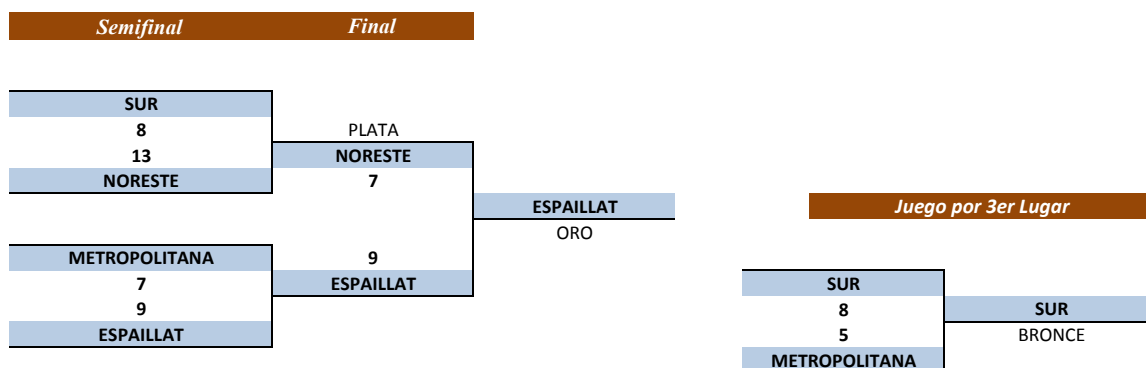 Semifinal Final
SUR
8 PLATA
13 NORESTE
NORESTE 7
ESPAILLAT Juego por 3er Lugar
ORO
METROPOLITANA 9
7 ESPAILLAT SUR
9 8 SUR
ESPAILLAT 5 BRONCE
METROPOLITANA